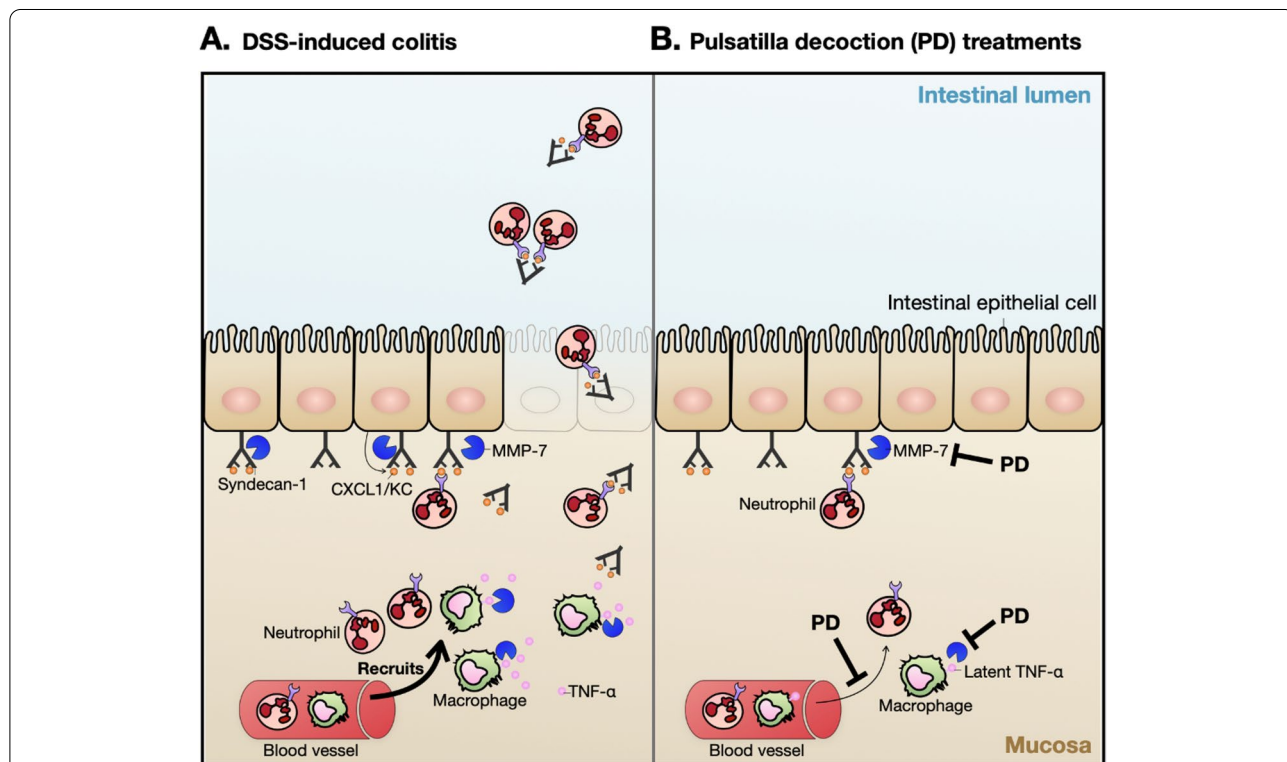 A. DSS-induced colitis
B. Pulsatilla decoction (PD) treatments
Intestinal lumen
Intestinal epithelial cell
MMP-7
Syndecan-1
CXCL1/KC
Neutrophil
Recruits
Macrophage
TNF-α
Blood vessel
MMP-7
PD
Neutrophil
PD
PD
Latent TNF-α
Macrophage
Blood vessel
Mucosa